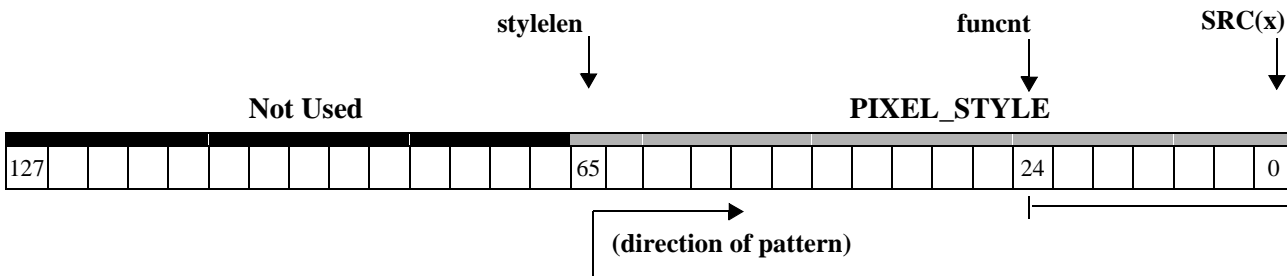 stylelen funcnt SRC(x)
Not Used PIXEL_STYLE
127 65 24 0
(direction of pattern)